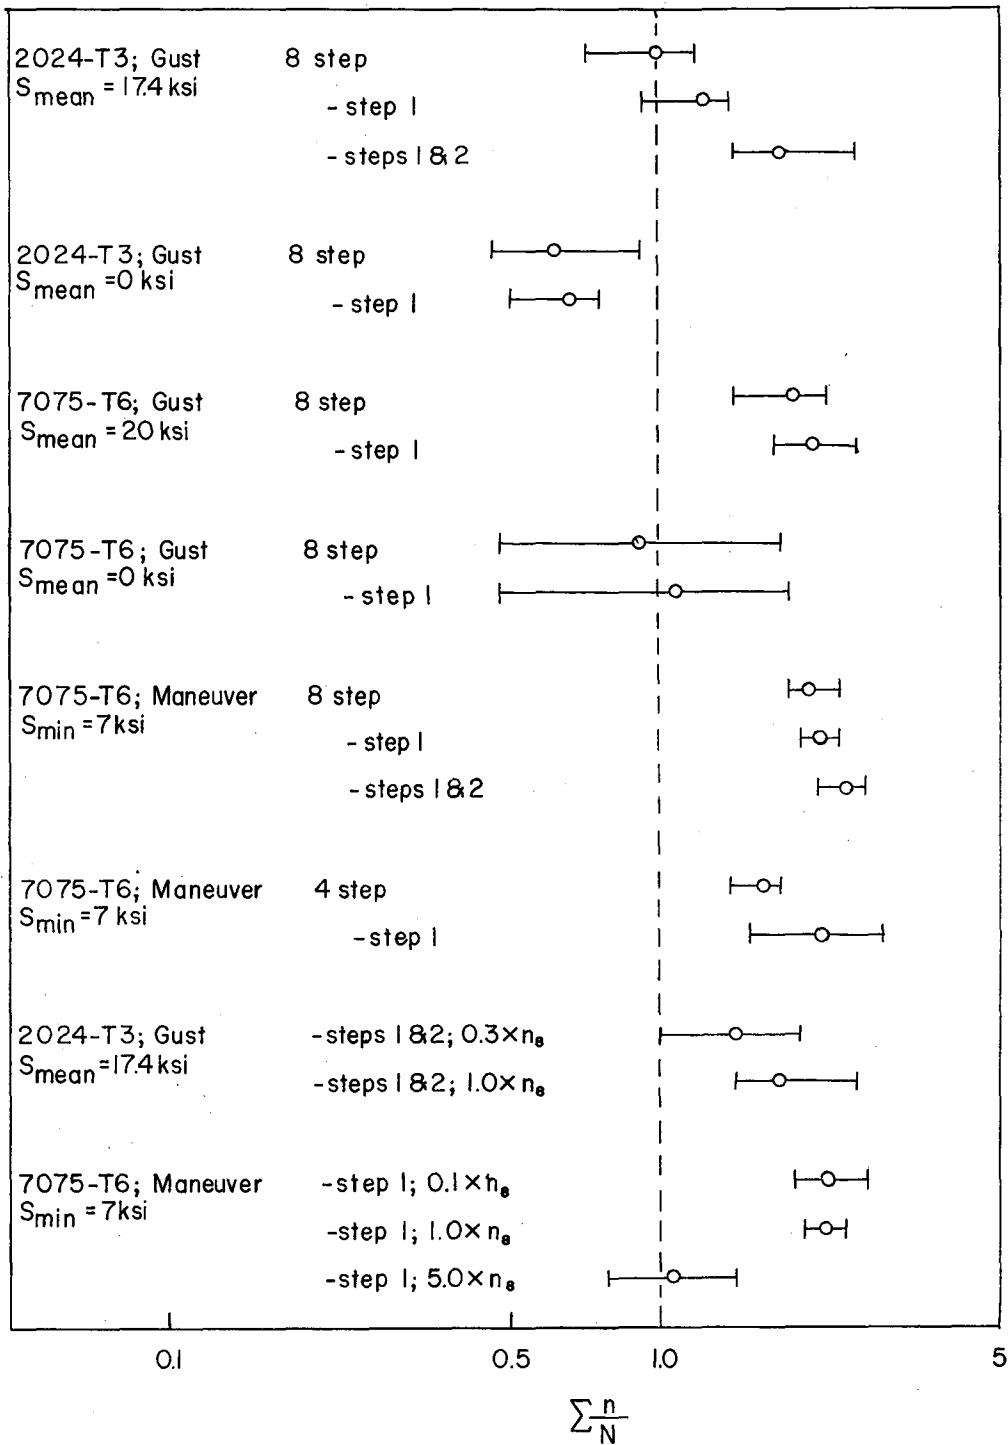 2024-T3; Gust 8 step
Smean = 17.4 ksi
- step 1
- steps 1 & 2
2024-T3; Gust 8 step
Smean = 0 ksi
- step 1
7075-T6; Gust 8 step
Smean = 20 ksi
- step 1
7075-T6; Gust 8 step
Smean = 0 ksi
- step 1
7075-T6; Maneuver 8 step
Smin = 7 ksi
- step 1
- steps 1 & 2
7075-T6; Maneuver 4 step
Smin = 7 ksi
- step 1
2024-T3; Gust -steps 1 & 2; 0.3 × n8
Smean = 17.4 ksi
-steps 1 & 2; 1.0 × n8
7075-T6; Maneuver -step 1; 0.1 × n8
Smin = 7 ksi
-step 1; 1.0 × n8
-step 1; 5.0 × n8
0.1 0.5 1.0 5
Σ n/N